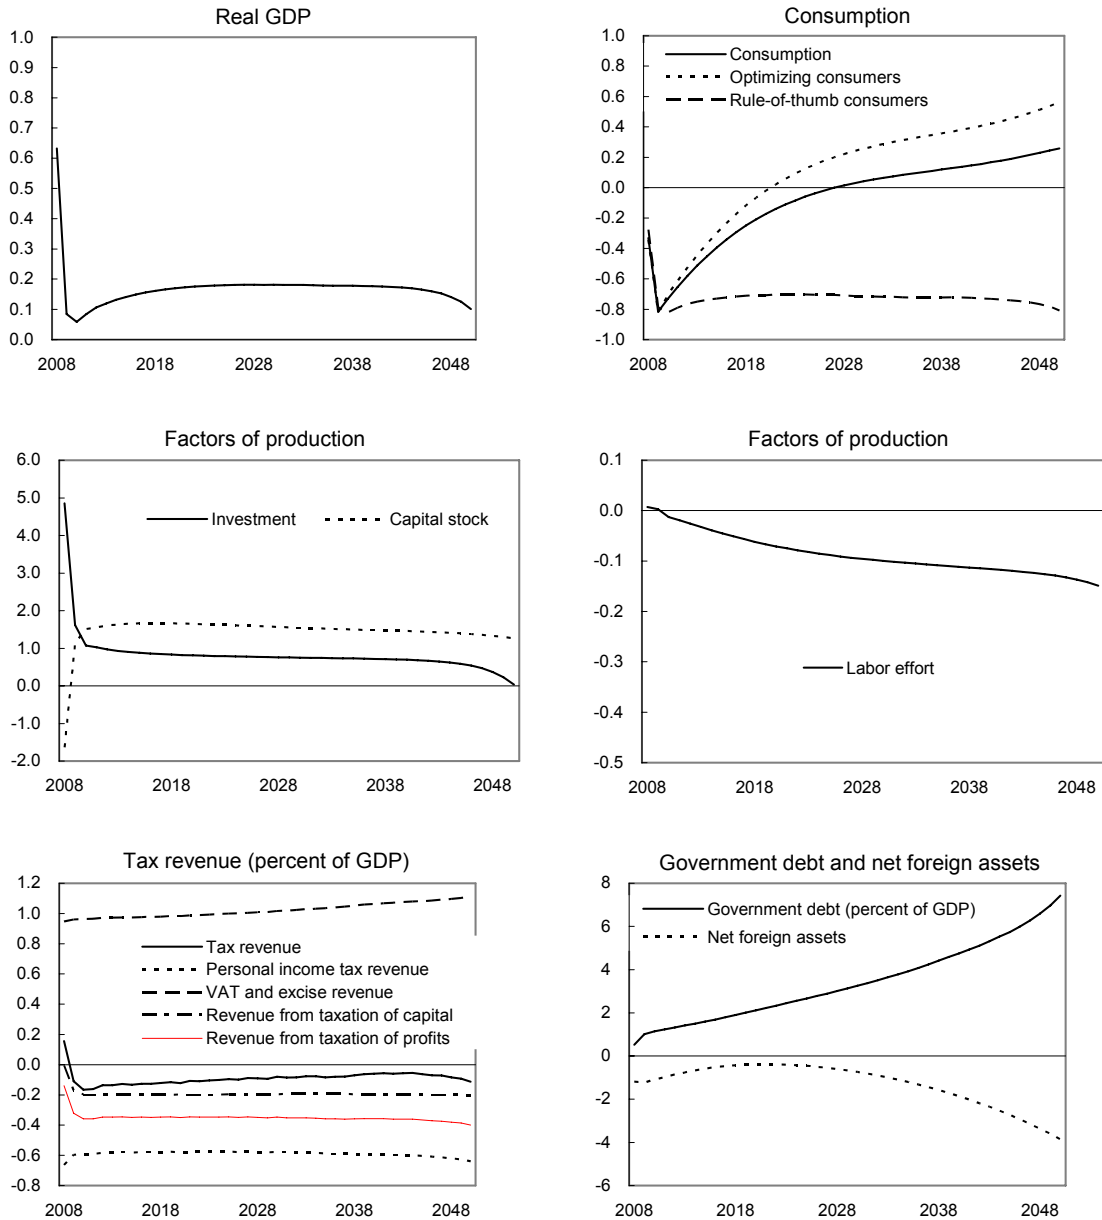 Real GDP
1.0
0.9
0.8
0.7
0.6
0.5
0.4
0.3
0.2
0.1
0.0
2008 2018 2028 2038 2048
Consumption
1.0
0.8
0.6
0.4
0.2
0.0
-0.2
-0.4
-0.6
-0.8
-1.0
Consumption
Optimizing consumers
Rule-of-thumb consumers
2008 2018 2028 2038 2048
Factors of production
6.0
5.0
4.0
3.0
2.0
1.0
0.0
-1.0
-2.0
Investment Capital stock
2008 2018 2028 2038 2048
Factors of production
0.1
0.0
-0.1
-0.2
-0.3
-0.4
-0.5
Labor effort
2008 2018 2028 2038 2048
Tax revenue (percent of GDP)
1.2
1.0
0.8
0.6
0.4
0.2
0.0
-0.2
-0.4
-0.6
-0.8
Tax revenue
Personal income tax revenue
VAT and excise revenue
Revenue from taxation of capital
Revenue from taxation of profits
2008 2018 2028 2038 2048
Government debt and net foreign assets
8
6
4
2
0
-2
-4
-6
Government debt (percent of GDP)
Net foreign assets
2008 2018 2028 2038 2048